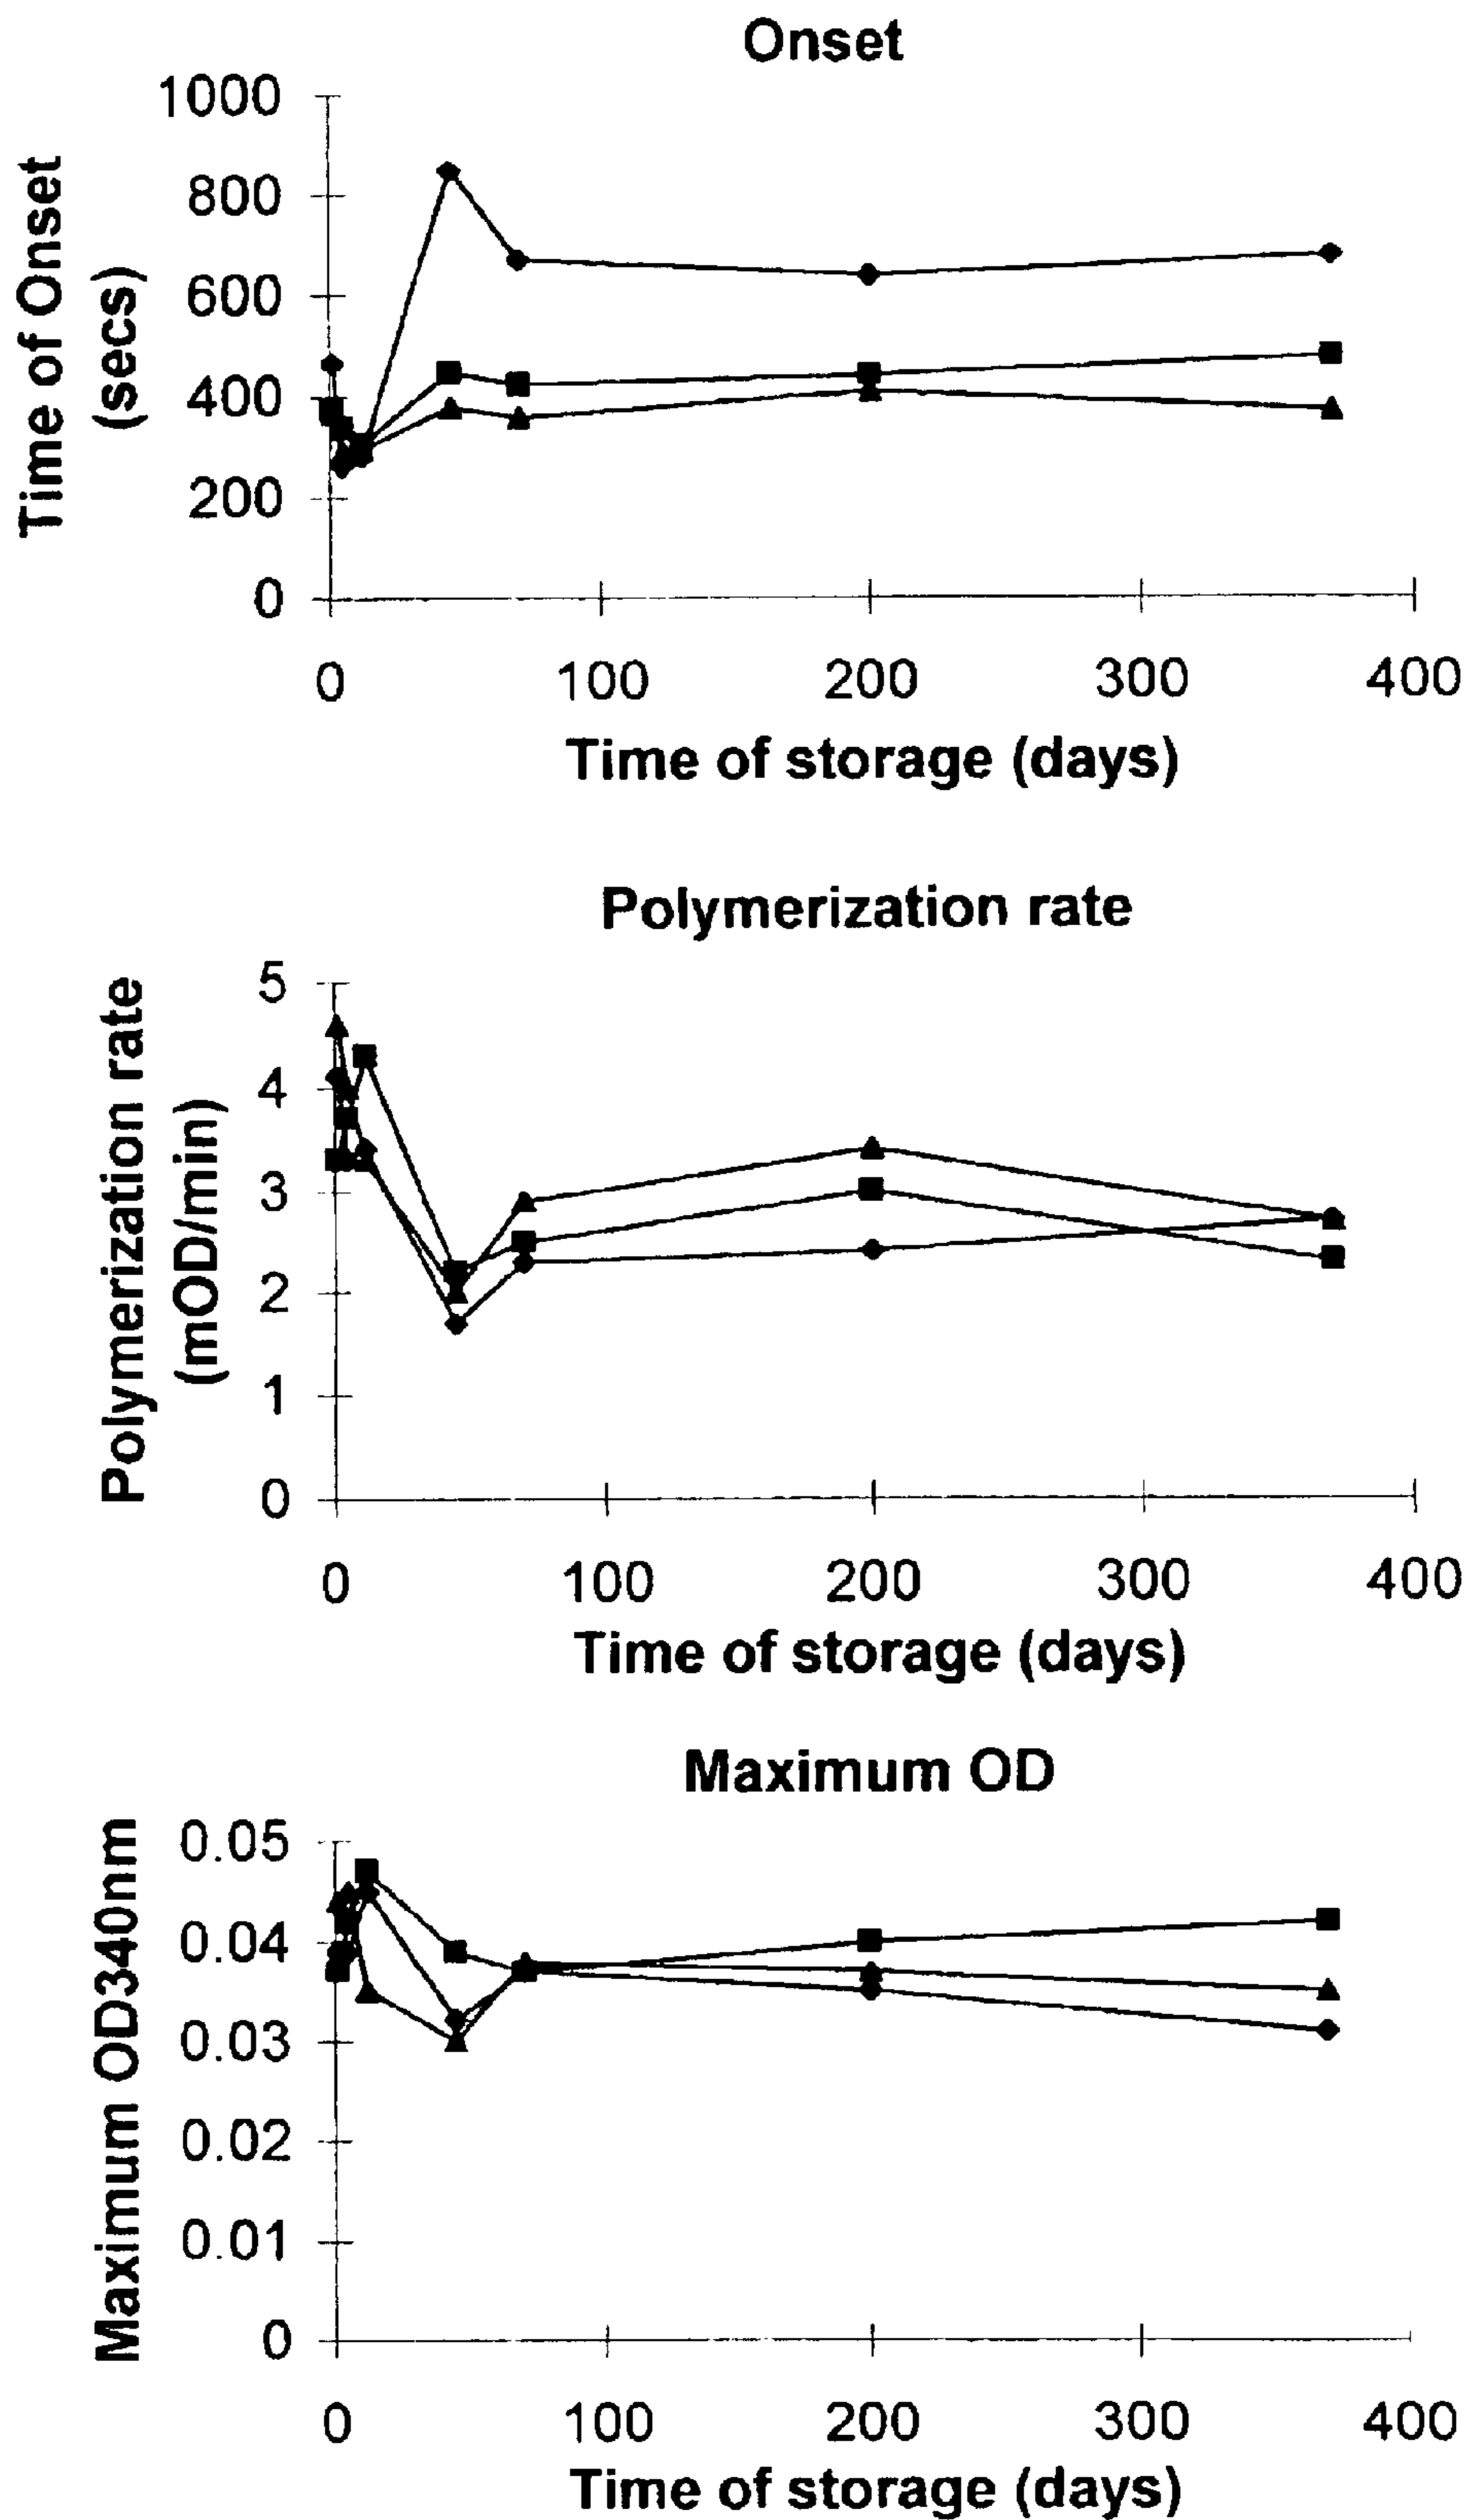 Onset
Time of Onset
(secs)
1000
800
600
400
200
0
0 100 200 300 400
Time of storage (days)
Polymerization rate
Polymerization rate
(mOD/min)
5
4
3
2
1
0
0 100 200 300 400
Time of storage (days)
Maximum OD
Maximum OD340nm
0.05
0.04
0.03
0.02
0.01
0
0 100 200 300 400
Time of storage (days)